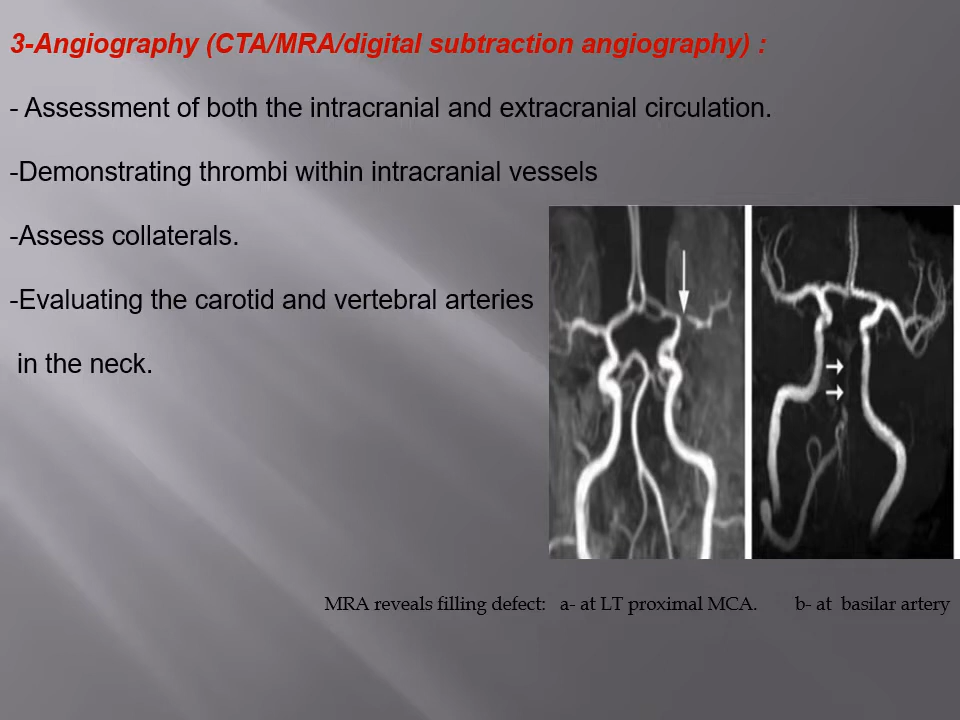 3-Angiography (CTA/MRA/digital subtraction angiography) :
- Assessment of both the intracranial and extracranial circulation.
-Demonstrating thrombi within intracranial vessels
-Assess collaterals.
-Evaluating the carotid and vertebral arteries
in the neck.
MRA reveals filling defect: a- at LT proximal MCA. b- at basilar artery